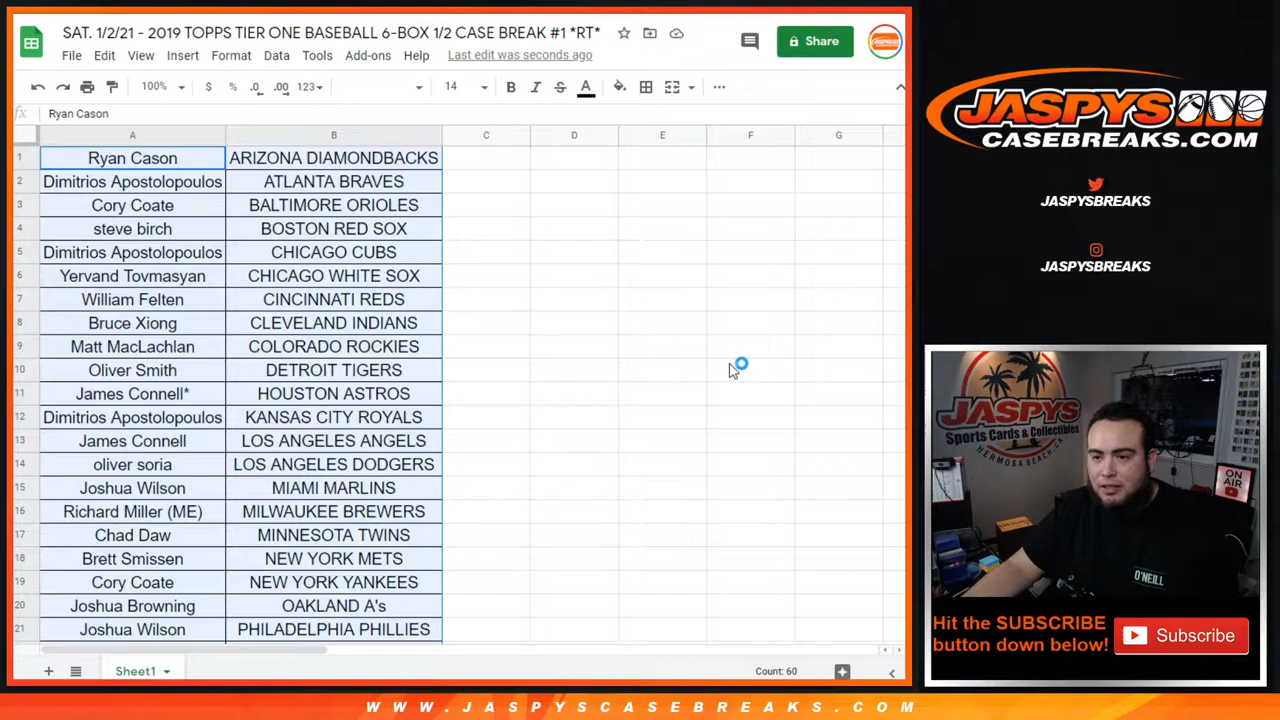 SAT. 1/2/21 - 2019 TOPPS TIER ONE BASEBALL 6-BOX 1/2 CASE BREAK #1 *RT*
Share
File Edit View Insert Format Data Tools Add-ons Help Last edit was seconds ago
100% $ % .0 .00 123 14 B I S A
fx Ryan Cason
A B C D E F G
1 Ryan Cason ARIZONA DIAMONDBACKS
2 Dimitrios Apostolopoulos ATLANTA BRAVES
3 Cory Coate BALTIMORE ORIOLES
4 steve birch BOSTON RED SOX
5 Dimitrios Apostolopoulos CHICAGO CUBS
6 Yervand Tovmasyan CHICAGO WHITE SOX
7 William Felten CINCINNATI REDS
8 Bruce Xiong CLEVELAND INDIANS
9 Matt MacLachlan COLORADO ROCKIES
10 Oliver Smith DETROIT TIGERS
11 James Connell* HOUSTON ASTROS
12 Dimitrios Apostolopoulos KANSAS CITY ROYALS
13 James Connell LOS ANGELES ANGELS
14 oliver soria LOS ANGELES DODGERS
15 Joshua Wilson MIAMI MARLINS
16 Richard Miller (ME) MILWAUKEE BREWERS
17 Chad Daw MINNESOTA TWINS
18 Brett Smissen NEW YORK METS
19 Cory Coate NEW YORK YANKEES
20 Joshua Browning OAKLAND A's
21 Joshua Wilson PHILADELPHIA PHILLIES
Sheet1
Count: 60
JASPYS
CASEBREAKS.COM
JASPYSBREAKS
JASPYSBREAKS
JASPYS
Sports Cards & Collectibles
HERMOSA BEACH, CA
ON
AIR
O'NEILL
Hit the SUBSCRIBE
button down below!
Subscribe
WWW.JASPYSCASEBREAKS.COM